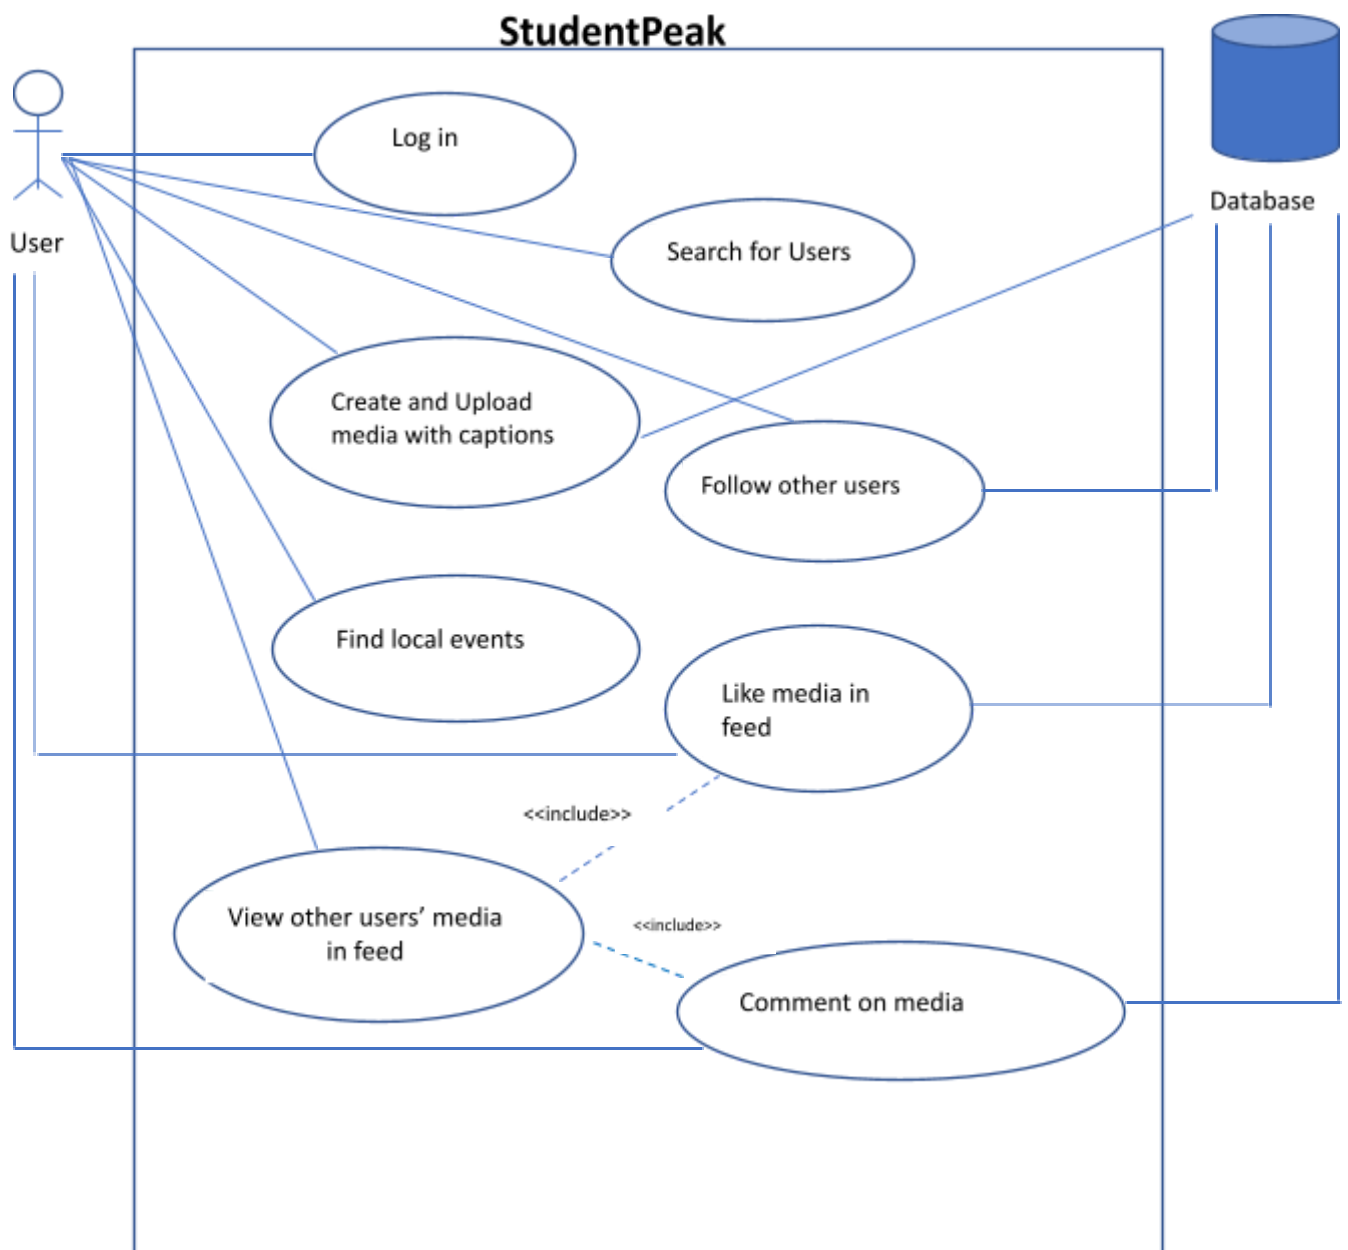 StudentPeak
User
Database
Log in
Search for Users
Create and Upload
media with captions
Follow other users
Find local events
Like media in
feed
<<include>>
View other users’ media
in feed
<<include>>
Comment on media